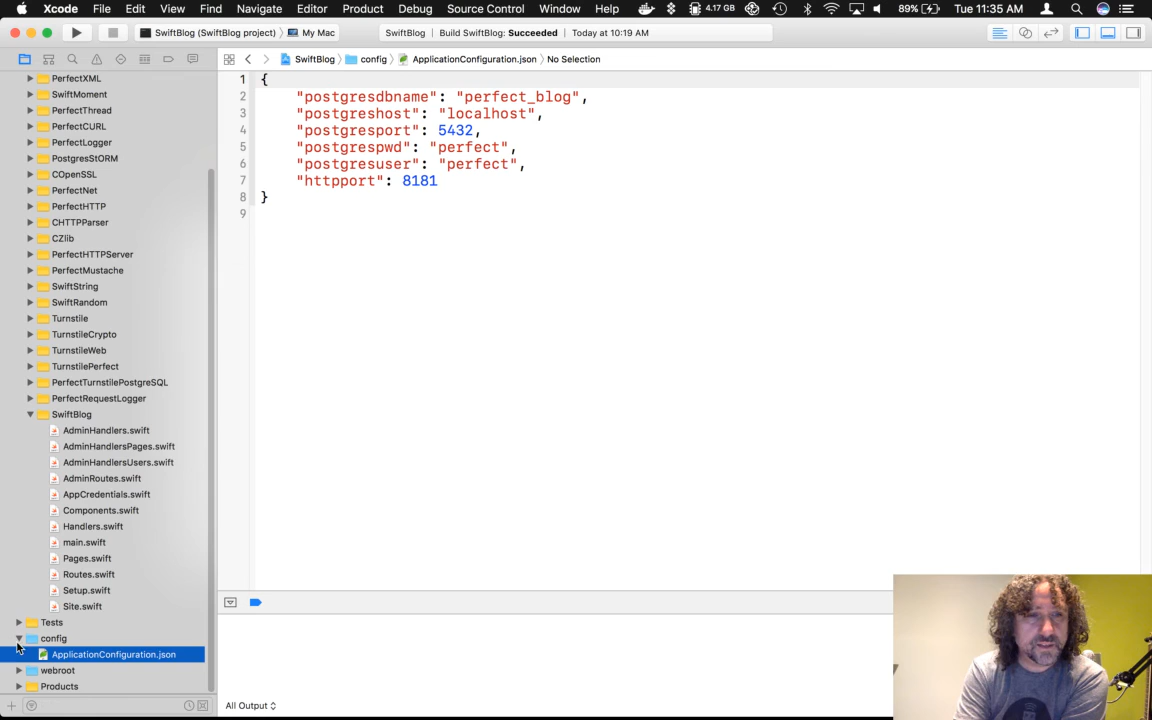 Xcode File Edit View Find Navigate Editor Product Debug Source Control Window Help 4.17 GB 89% Tue 11:35 AM
SwiftBlog (SwiftBlog project) My Mac SwiftBlog | Build SwiftBlog: Succeeded | Today at 10:19 AM
SwiftBlog config ApplicationConfiguration.json No Selection
PerfectXML
SwiftMoment
PerfectThread
PerfectCURL
PerfectLogger
PostgresStORM
COpenSSL
PerfectNet
PerfectHTTP
CHTTPParser
CZlib
PerfectHTTPServer
PerfectMustache
SwiftString
SwiftRandom
Turnstile
TurnstileCrypto
TurnstileWeb
TurnstilePerfect
PerfectTurnstilePostgreSQL
PerfectRequestLogger
SwiftBlog
AdminHandlers.swift
AdminHandlersPages.swift
AdminHandlersUsers.swift
AdminRoutes.swift
AppCredentials.swift
Components.swift
Handlers.swift
main.swift
Pages.swift
Routes.swift
Setup.swift
Site.swift
Tests
config
ApplicationConfiguration.json
webroot
Products
1 {
2 "postgresdbname": "perfect_blog",
3 "postgreshost": "localhost",
4 "postgresport": 5432,
5 "postgrespwd": "perfect",
6 "postgresuser": "perfect",
7 "httpport": 8181
8 }
9
All Output